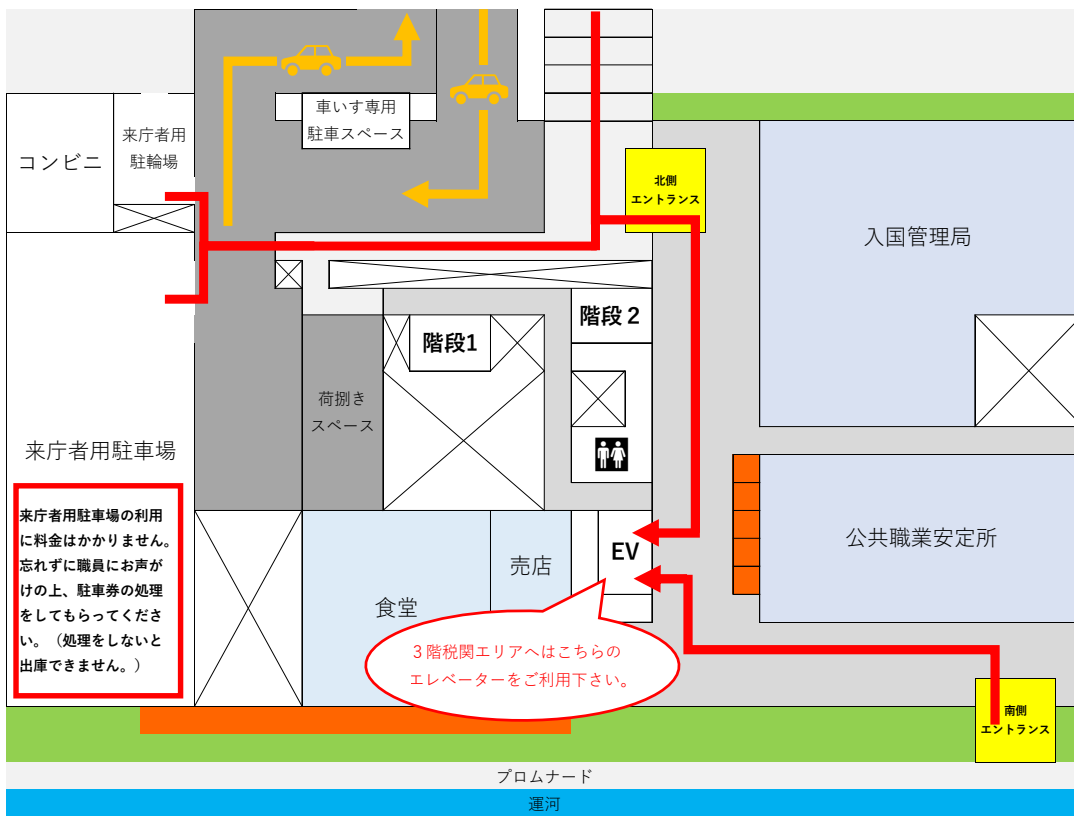 車いす専用
駐車スペース
コンビニ
来庁者用
駐輪場
北側
エントランス
入国管理局
階段2
階段1
荷捌き
スペース
来庁者用駐車場
来庁者用駐車場の利用
に料金はかかりません。
忘れずに職員にお声が
けの上、駐車券の処理
をしてもらってくださ
い。（処理をしないと
出庫できません。）
EV
公共職業安定所
売店
食堂
3階税関エリアへはこちらの
エレベーターをご利用下さい。
南側
エントランス
プロムナード
運河